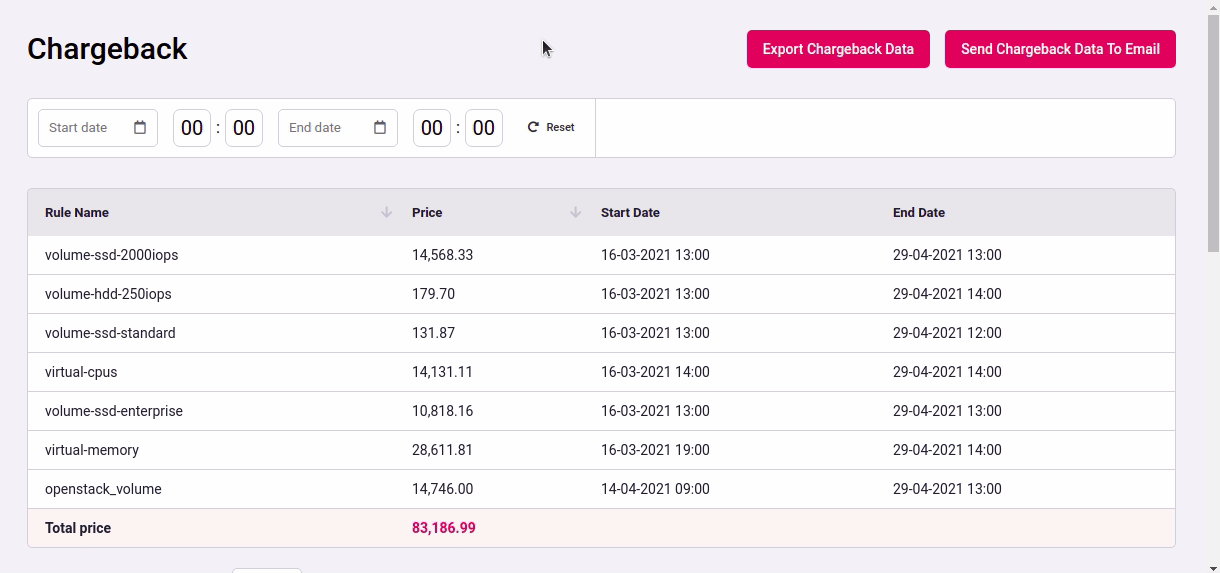 Chargeback Export Chargeback Data Send Chargeback Data To Email
Start date 00 : 00 End date 00 : 00 Reset
Rule Name Price Start Date End Date
volume-ssd-2000iops 14,568.33 16-03-2021 13:00 29-04-2021 13:00
volume-hdd-250iops 179.70 16-03-2021 13:00 29-04-2021 14:00
volume-ssd-standard 131.87 16-03-2021 13:00 29-04-2021 12:00
virtual-cpus 14,131.11 16-03-2021 14:00 29-04-2021 14:00
volume-ssd-enterprise 10,818.16 16-03-2021 13:00 29-04-2021 13:00
virtual-memory 28,611.81 16-03-2021 19:00 29-04-2021 14:00
openstack_volume 14,746.00 14-04-2021 09:00 29-04-2021 13:00
Total price 83,186.99